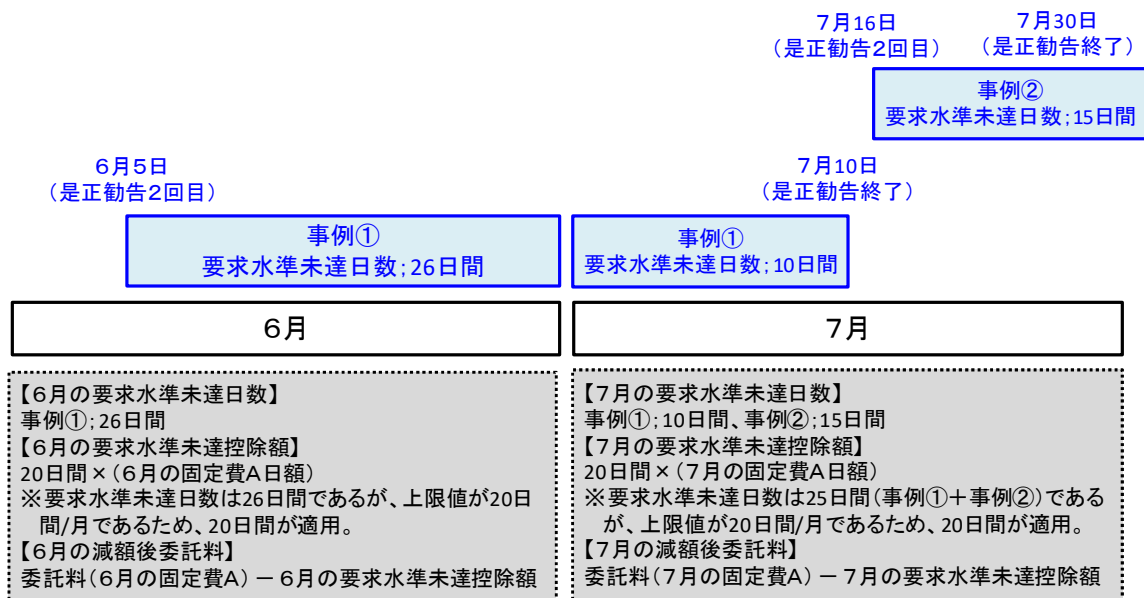 7月16日
(是正勧告2回目)
7月30日
(是正勧告終了)
事例②
要求水準未達日数;15日間
6月5日
(是正勧告2回目)
7月10日
(是正勧告終了)
事例①
要求水準未達日数;26日間
事例①
要求水準未達日数;10日間
6月
7月
【6月の要求水準未達日数】
事例①;26日間
【6月の要求水準未達控除額】
20日間×(6月の固定費A日額)
※要求水準未達日数は26日間であるが、上限値が20日
間/月であるため、20日間が適用。
【6月の減額後委託料】
委託料(6月の固定費A)-6月の要求水準未達控除額
【7月の要求水準未達日数】
事例①;10日間、事例②;15日間
【7月の要求水準未達控除額】
20日間×(7月の固定費A日額)
※要求水準未達日数は25日間(事例①+事例②)である
が、上限値が20日間/月であるため、20日間が適用。
【7月の減額後委託料】
委託料(7月の固定費A)-7月の要求水準未達控除額